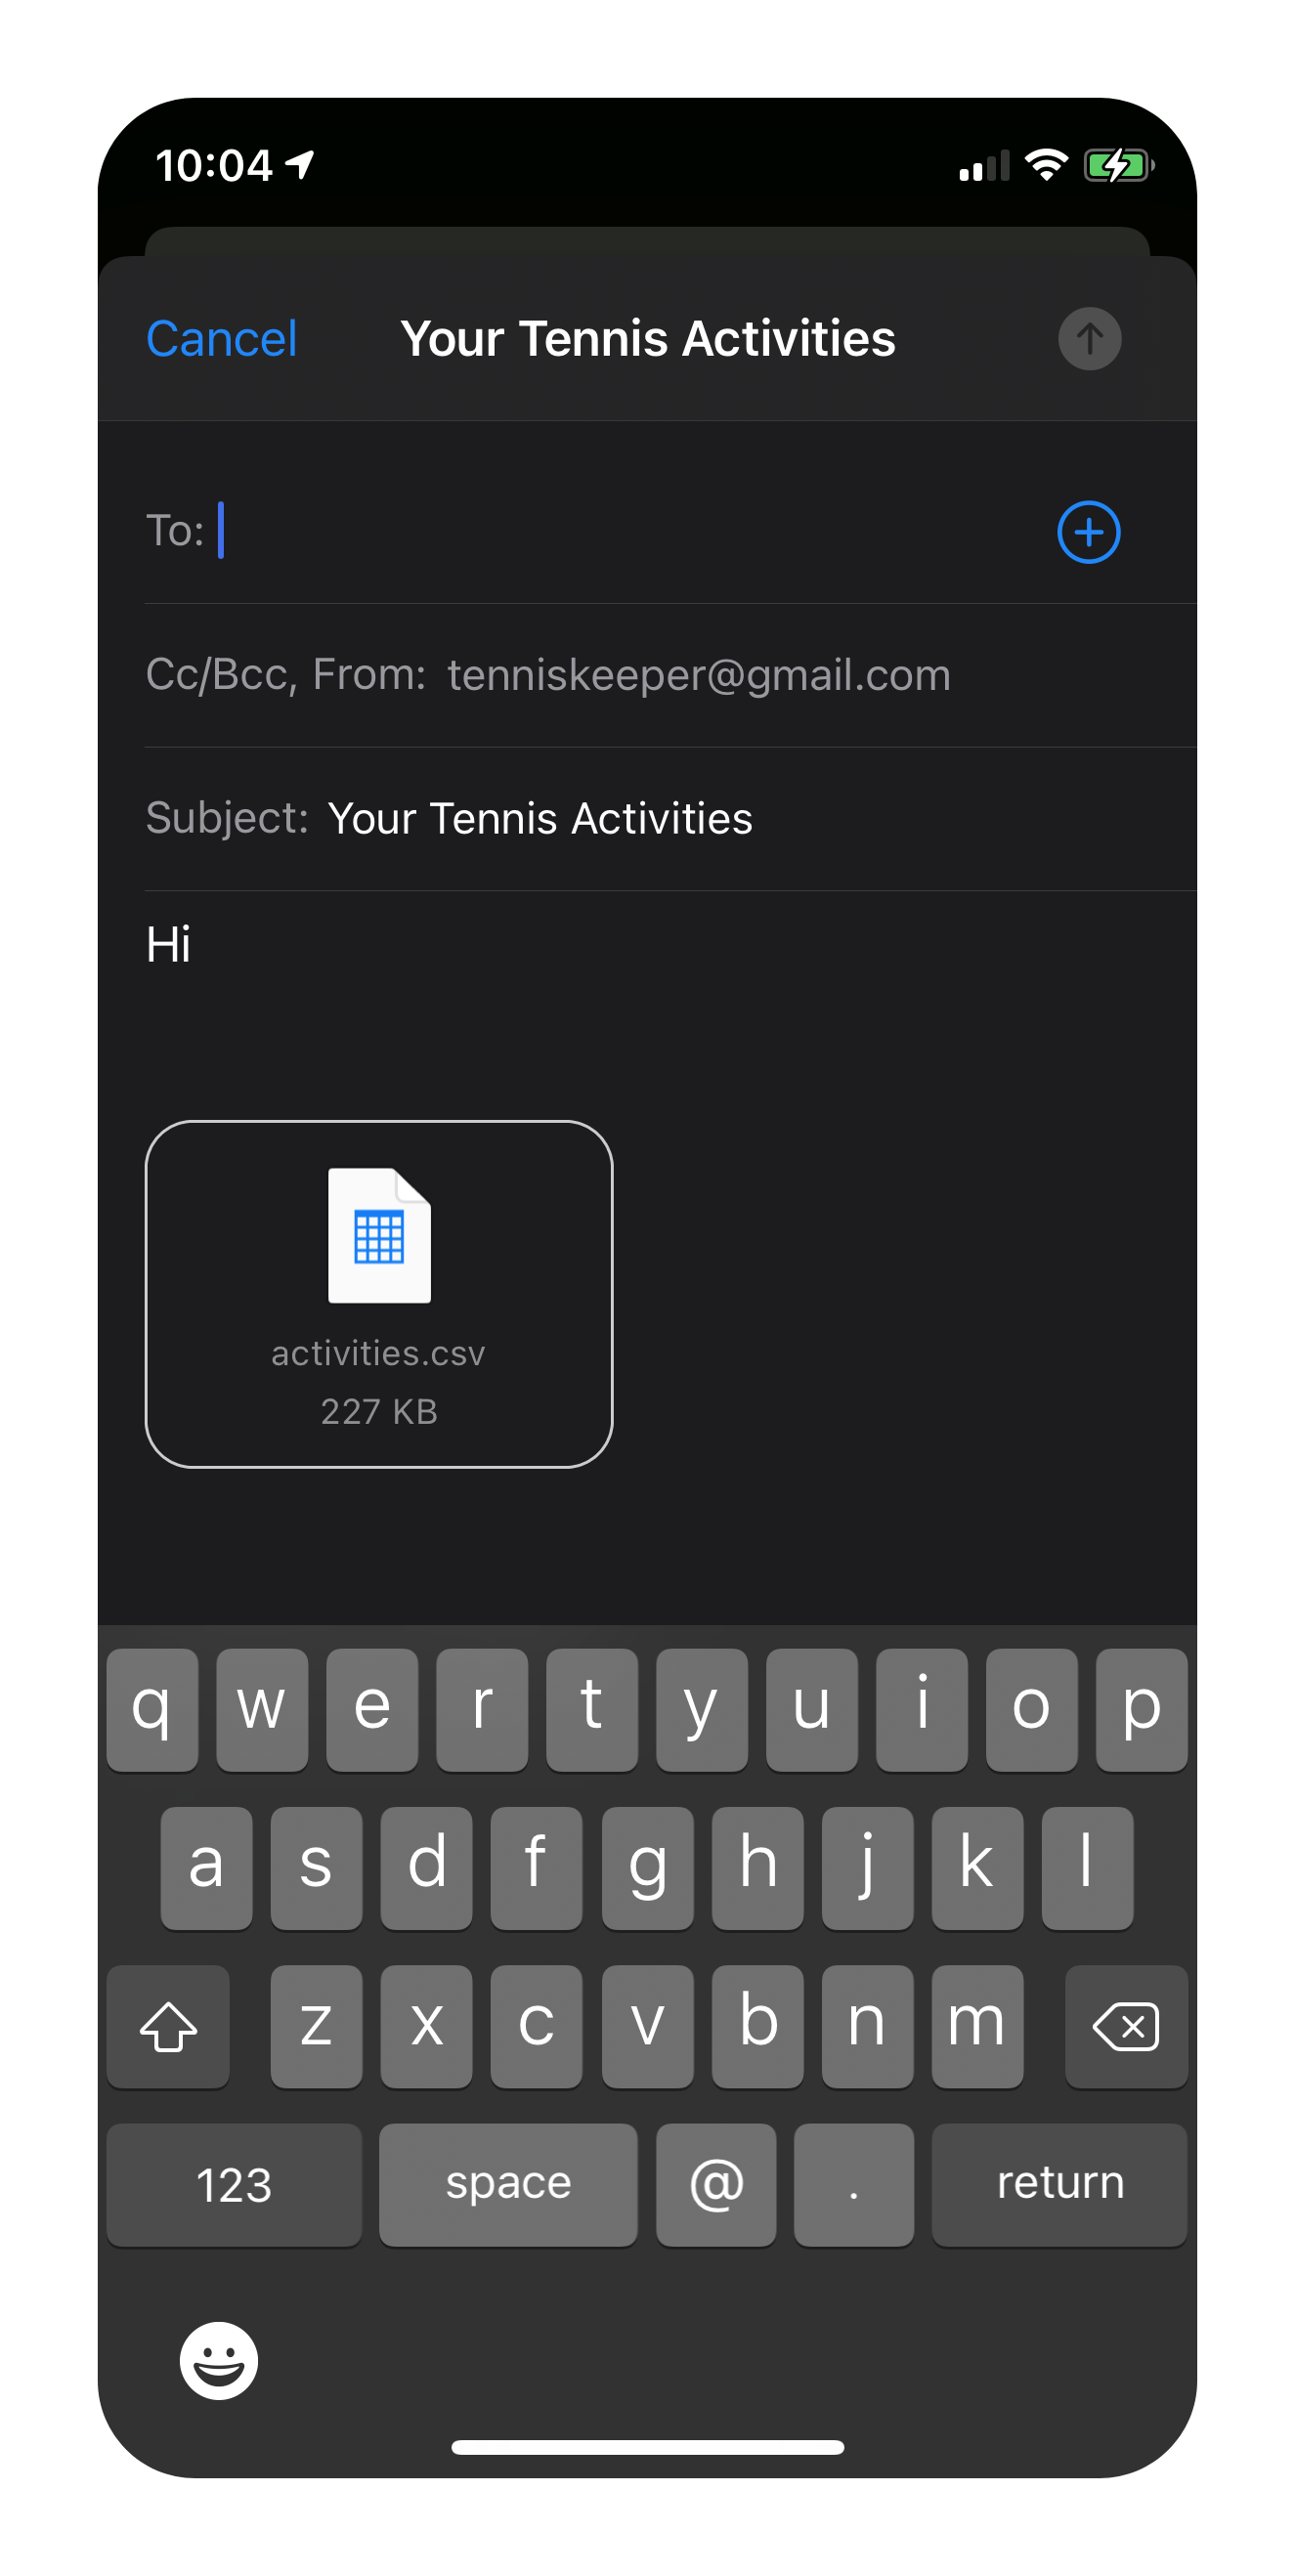 10:04
Cancel Your Tennis Activities
To:
Cc/Bcc, From: tenniskeeper@gmail.com
Subject: Your Tennis Activities
Hi
activities.csv
227 KB
q w e r t y u i o p
a s d f g h j k l
z x c v b n m
123 space @ . return